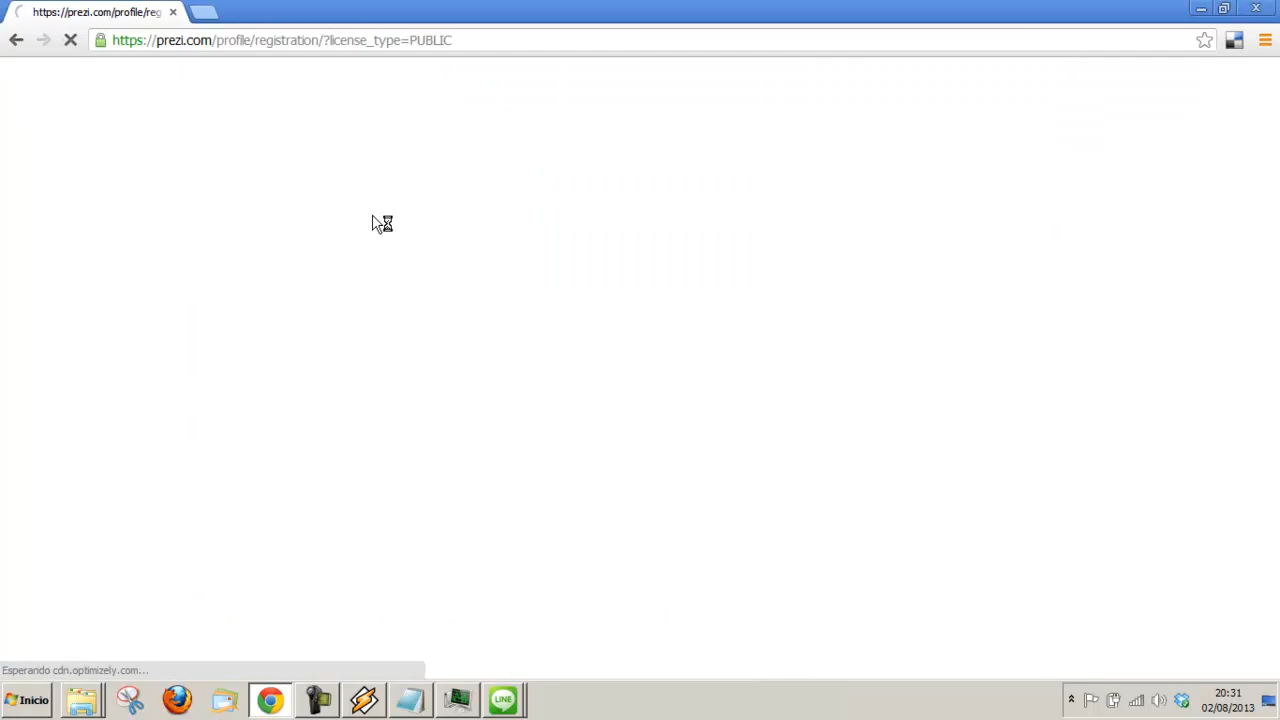 https://prezi.com/profile/reg
https://prezi.com/profile/registration/?license_type=PUBLIC
Esperando cdn.optimizely.com...
Inicio
LINE
20:31
02/08/2013